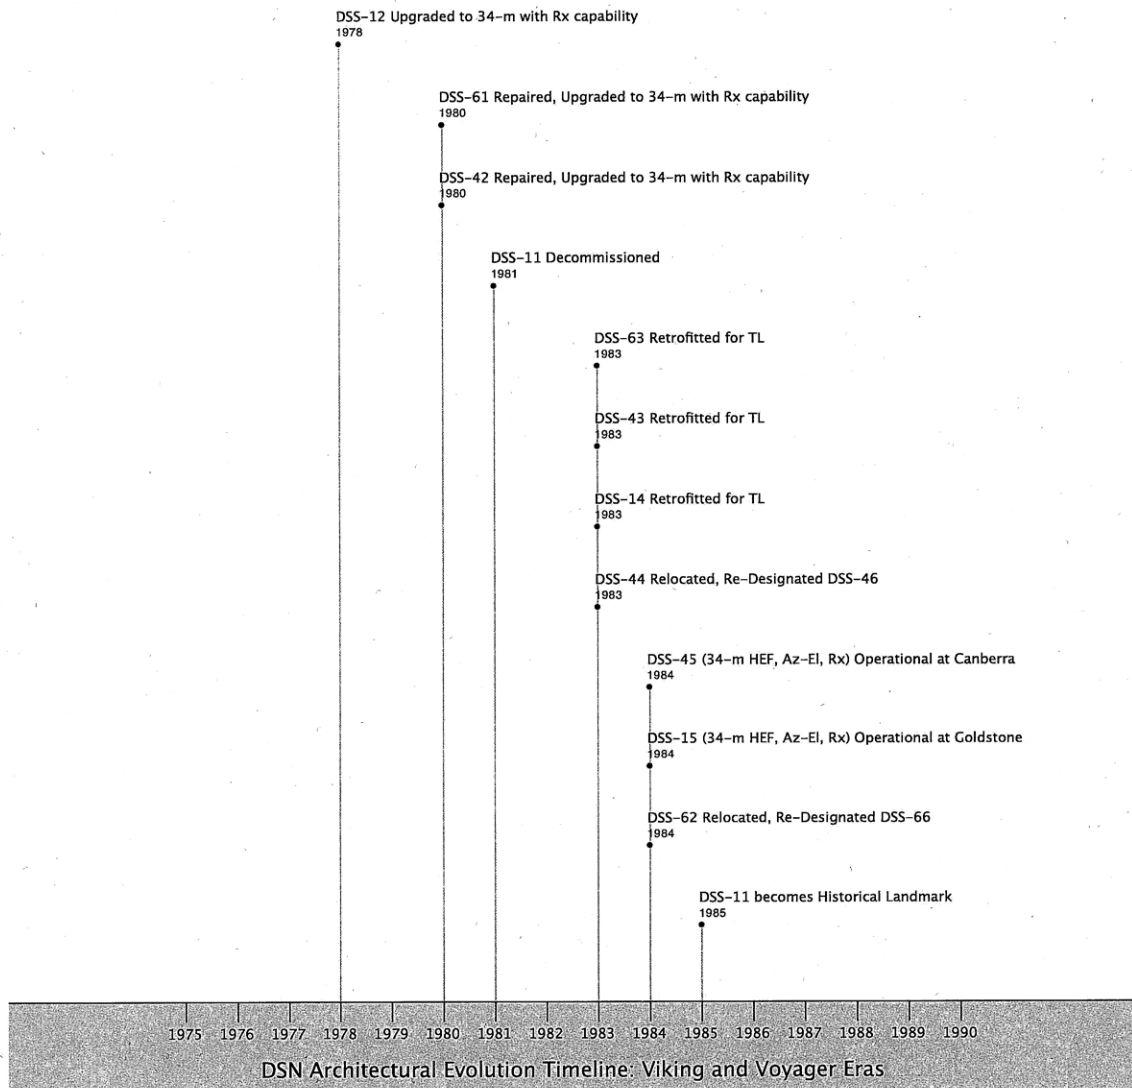 DSS-12 Upgraded to 34-m with Rx capability
1978
DSS-61 Repaired, Upgraded to 34-m with Rx capability
1980
DSS-42 Repaired, Upgraded to 34-m with Rx capability
1980
DSS-11 Decommissioned
1981
DSS-63 Retrofitted for TL
1983
DSS-43 Retrofitted for TL
1983
DSS-14 Retrofitted for TL
1983
DSS-44 Relocated, Re-Designated DSS-46
1983
DSS-45 (34-m HEF, Az-El, Rx) Operational at Canberra
1984
DSS-15 (34-m HEF, Az-El, Rx) Operational at Goldstone
1984
DSS-62 Relocated, Re-Designated DSS-66
1984
DSS-11 becomes Historical Landmark
1985
1975 1976 1977 1978 1979 1980 1981 1982 1983 1984 1985 1986 1987 1988 1989 1990
DSN Architectural Evolution Timeline: Viking and Voyager Eras